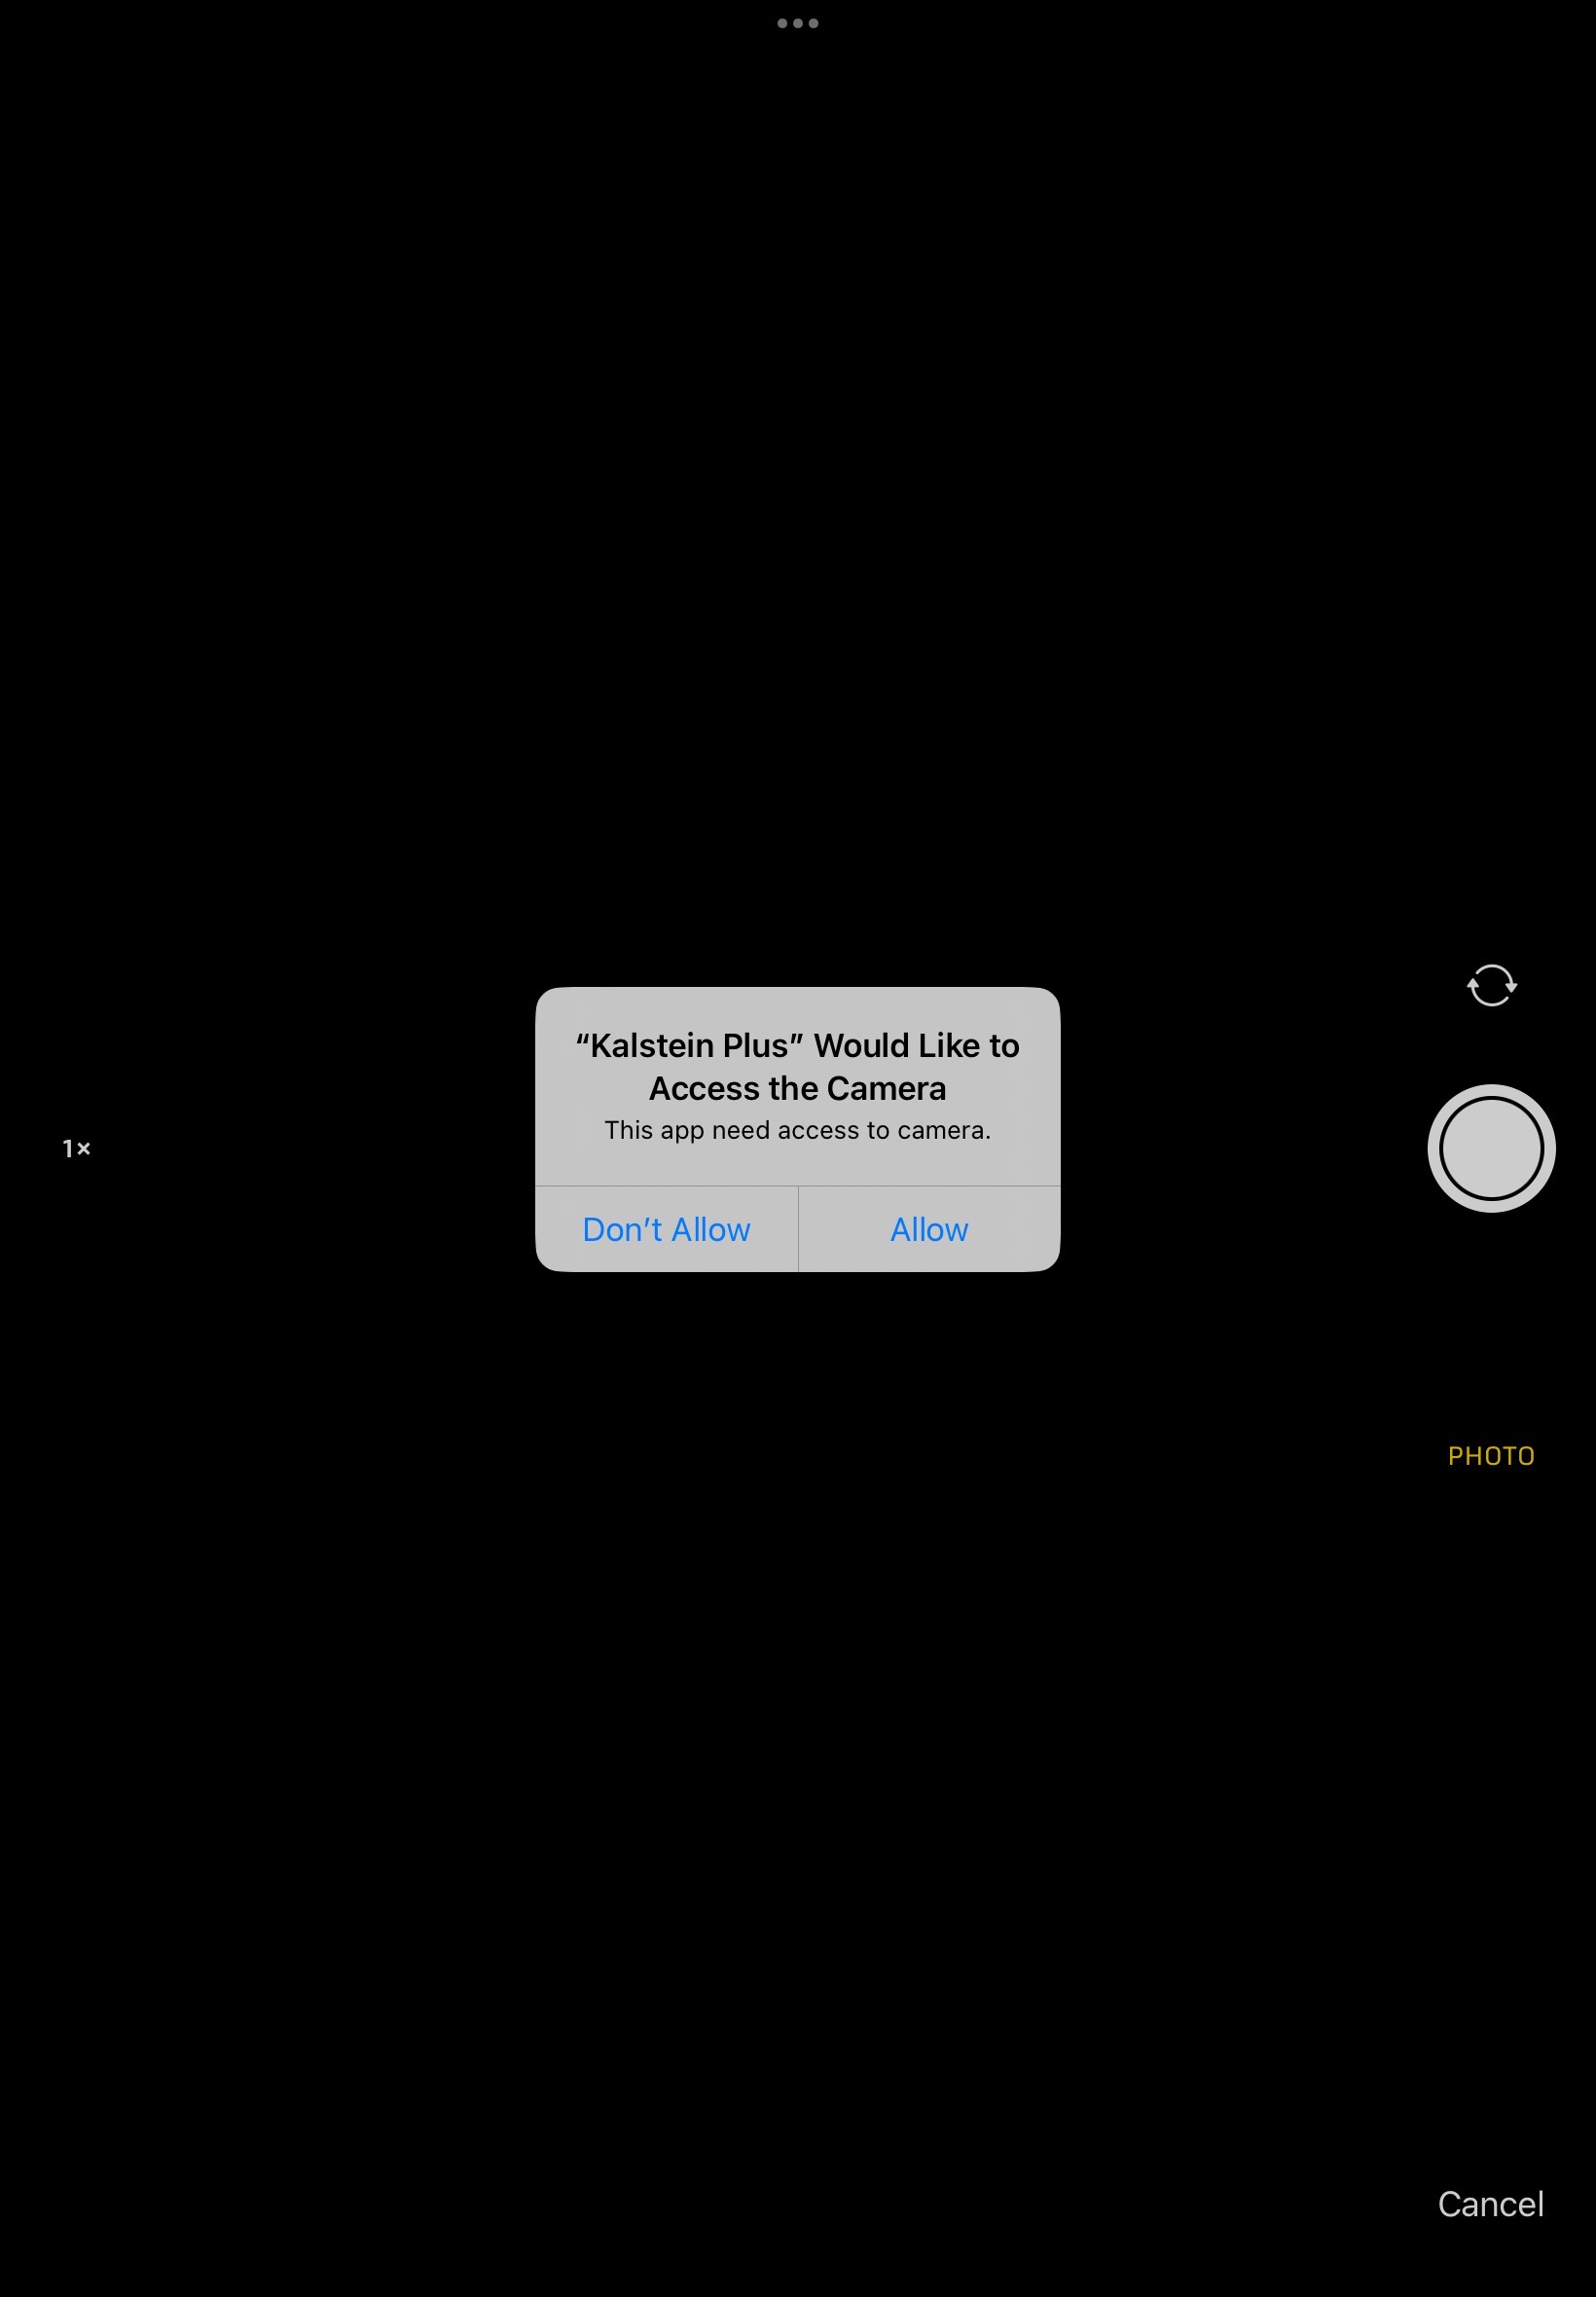 “Kalstein Plus” Would Like to
Access the Camera
This app need access to camera.
1×
Don’t Allow
Allow
PHOTO
Cancel